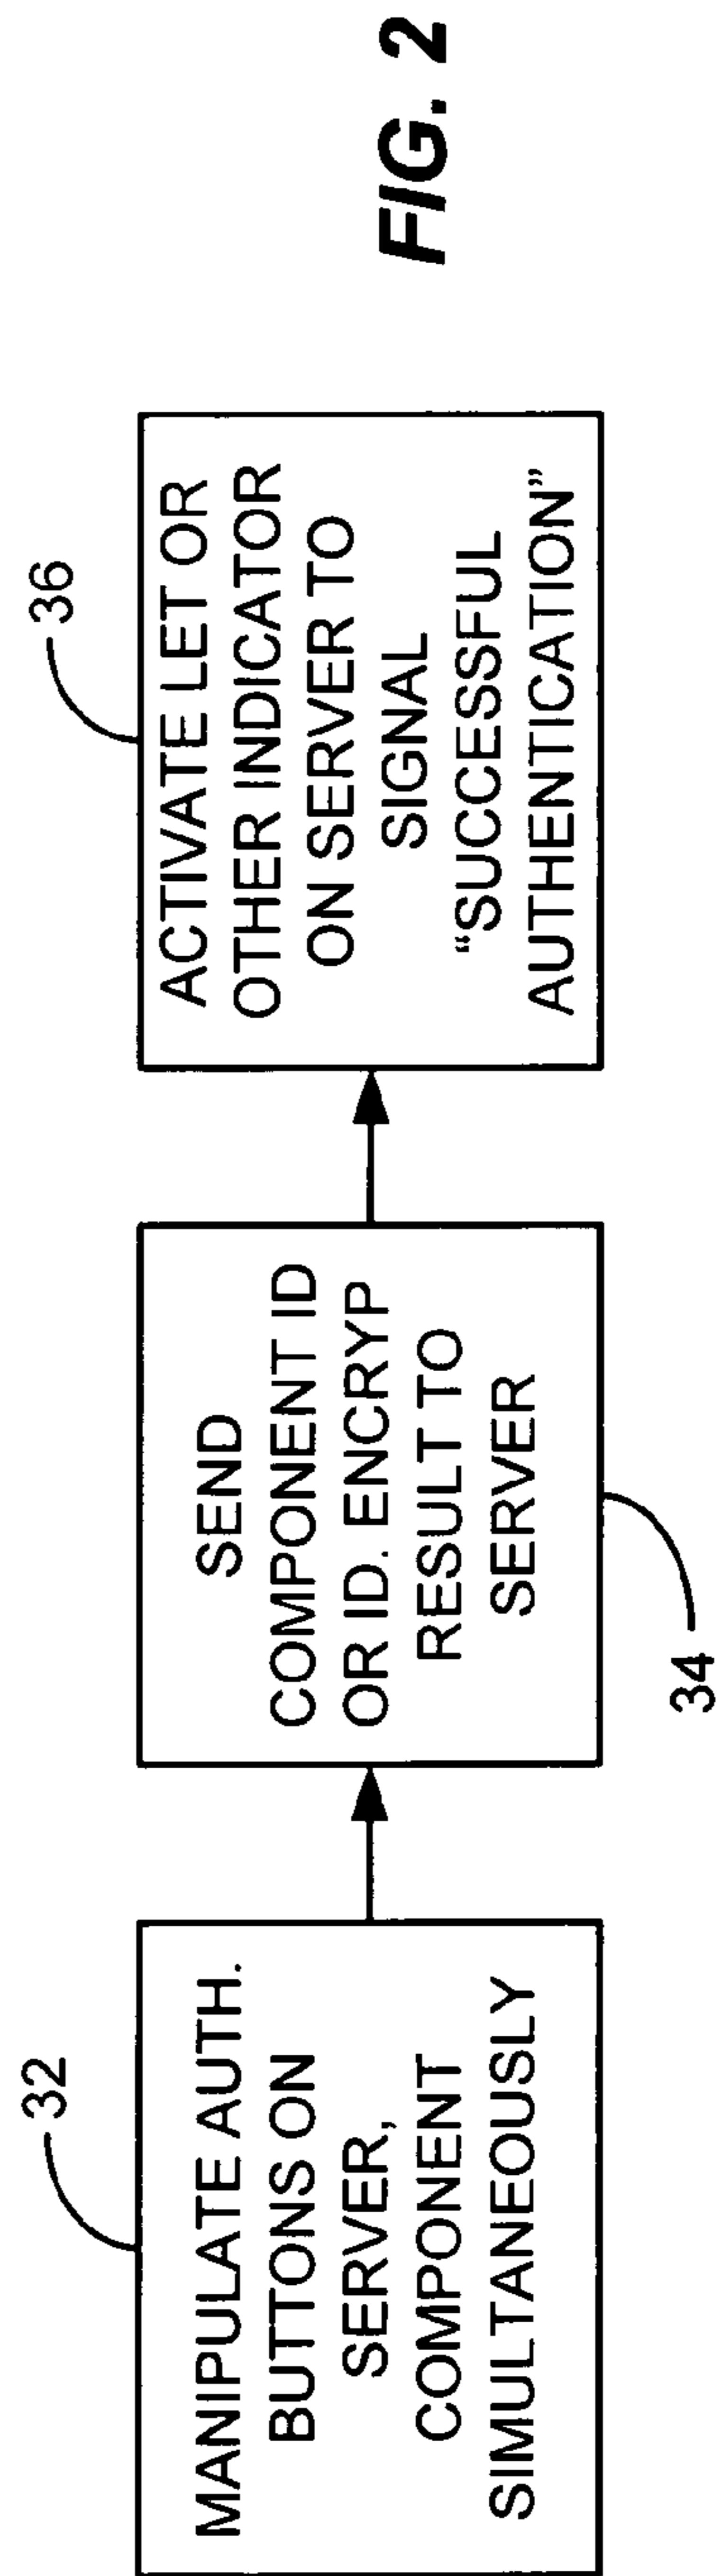 32
MANIPULATE AUTH.
BUTTONS ON
SERVER,
COMPONENT
SIMULTANEOUSLY
SEND
COMPONENT ID
OR ID. ENCRYP
RESULT TO
SERVER
34
36
ACTIVATE LET OR
OTHER INDICATOR
ON SERVER TO
SIGNAL
“SUCCESSFUL
AUTHENTICATION”
FIG. 2